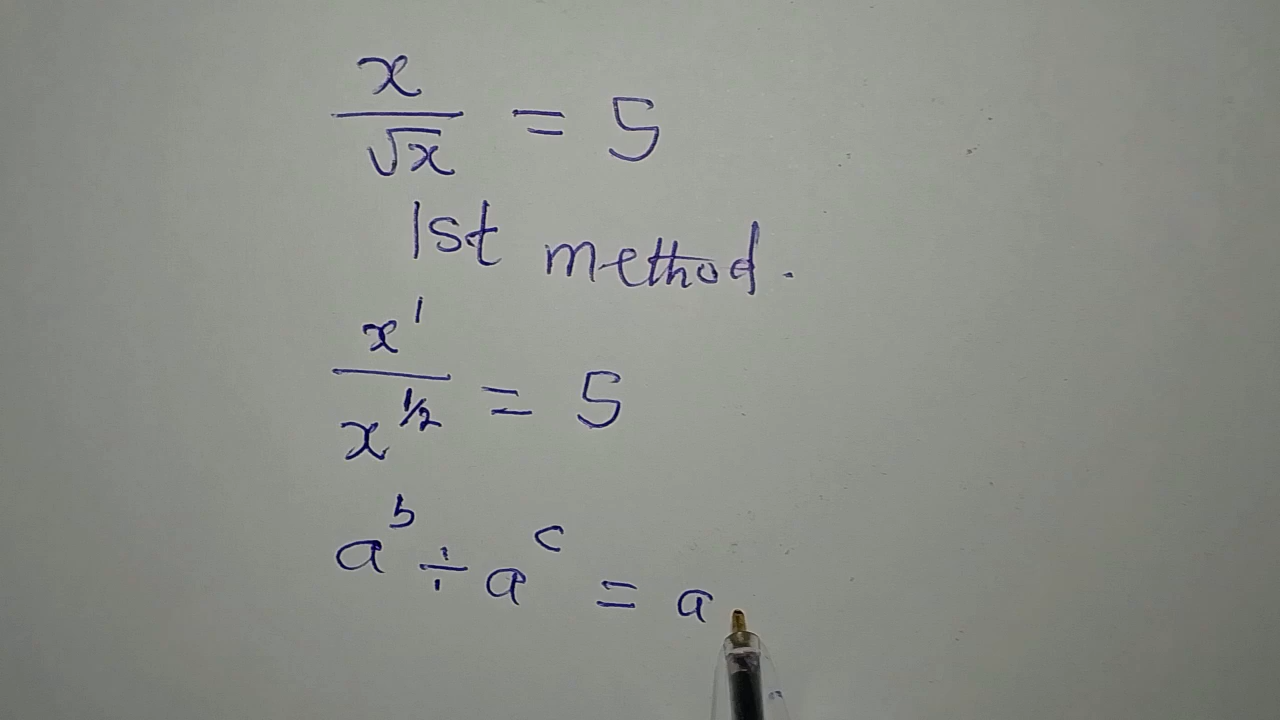 x/√x = 5
1st method.
x^1/x^1/2 = 5
a^b ÷ a^c = a